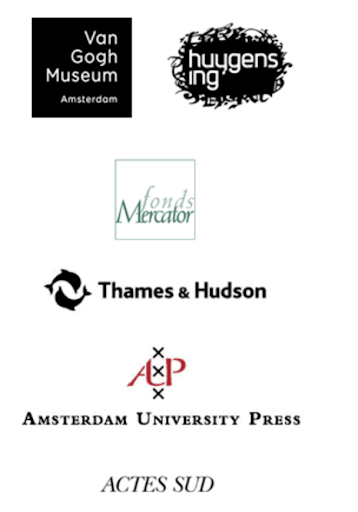 Van
Gogh
Museum
Amsterdam
huygens
ing
fonds
Mercator
Thames & Hudson
AUP
AMSTERDAM UNIVERSITY PRESS
ACTES SUD